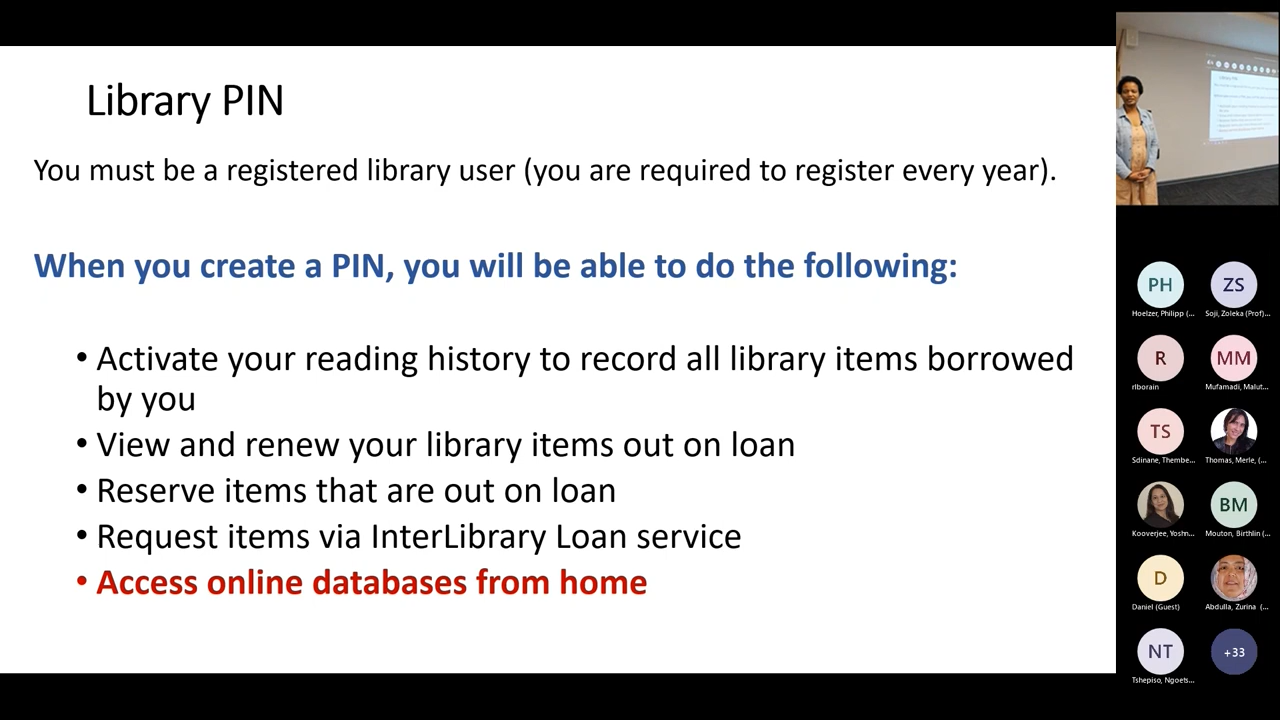 Library PIN
You must be a registered library user (you are required to register every year).
When you create a PIN, you will be able to do the following:
• Activate your reading history to record all library items borrowed
by you
• View and renew your library items out on loan
• Reserve items that are out on loan
• Request items via InterLibrary Loan service
• Access online databases from home
PH
ZS
Hoelzer, Philipp (...
Soji, Zoleka (Prof)...
R
MM
rlborain
Mufamadi, Malut...
TS
Sdinane, Thembe...
Thomas, Merle, (...
BM
Kooverjee, Yoshn...
Mouton, Birthlin (...
D
Daniel (Guest)
Abdulla, Zurina (...
NT
+33
Tshepiso, Ngoets...